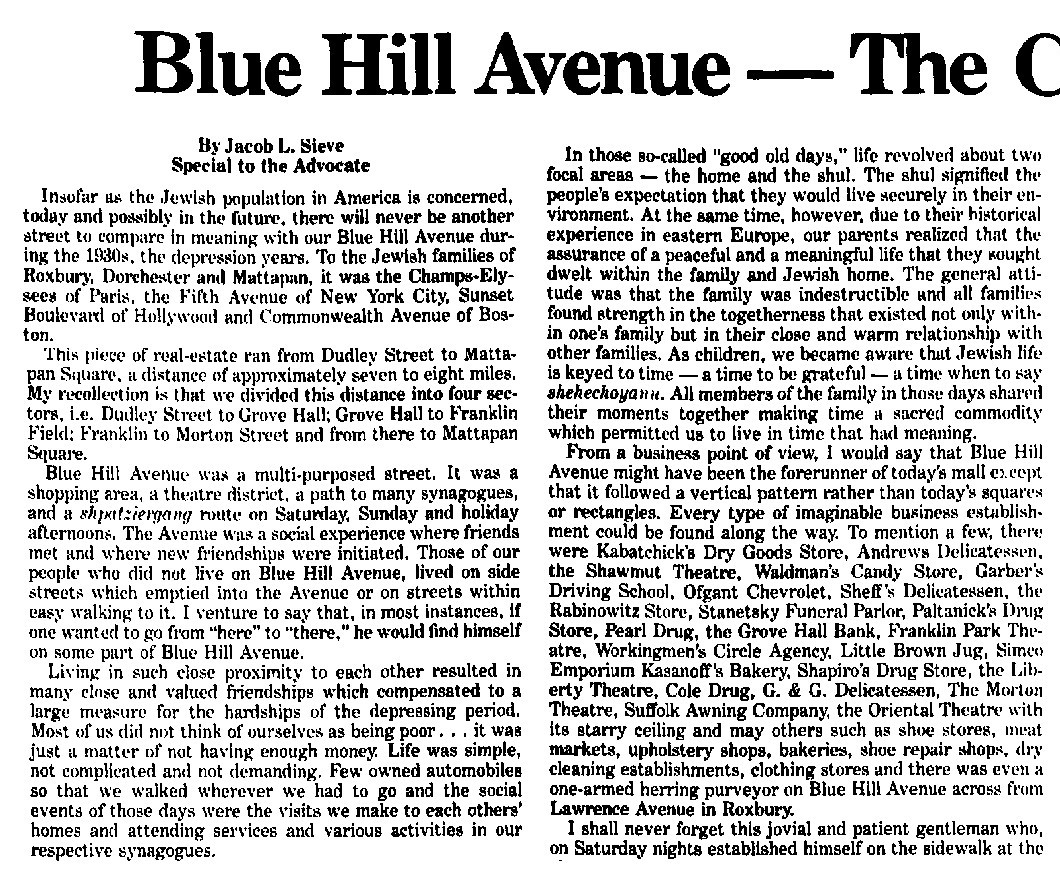 Blue Hill Avenue — The C
By Jacob L. Sieve
Special to the Advocate
Insofar as the Jewish population in America is concerned,
today and possibly in the future, there will never be another
street to compare in meaning with our Blue Hill Avenue dur-
ing the 1930s, the depression years. To the Jewish families of
Roxbury, Dorchester and Mattapan, it was the Champs-Ely-
sees of Paris, the Fifth Avenue of New York City, Sunset
Boulevard of Hollywood and Commonwealth Avenue of Bos-
ton.
This piece of real-estate ran from Dudley Street to Matta-
pan Square, a distance of approximately seven to eight miles.
My recollection is that we divided this distance into four sec-
tors, i.e. Dudley Street to Grove Hall; Grove Hall to Franklin
Field; Franklin to Morton Street and from there to Mattapan
Square.
Blue Hill Avenue was a multi-purposed street. It was a
shopping area, a theatre district, a path to many synagogues,
and a shpatziergang route on Saturday, Sunday and holiday
afternoons. The Avenue was a social experience where friends
met and where new friendships were initiated. Those of our
people who did not live on Blue Hill Avenue, lived on side
streets which emptied into the Avenue or on streets within
easy walking to it. I venture to say that, in most instances, if
one wanted to go from "here" to "there," he would find himself
on some part of Blue Hill Avenue.
Living in such close proximity to each other resulted in
many close and valued friendships which compensated to a
large measure for the hardships of the depressing period.
Most of us did not think of ourselves as being poor . . . it was
just a matter of not having enough money. Life was simple,
not complicated and not demanding. Few owned automobiles
so that we walked wherever we had to go and the social
events of those days were the visits we make to each others'
homes and attending services and various activities in our
respective synagogues.
In those so-called "good old days," life revolved about two
focal areas — the home and the shul. The shul signified the
people's expectation that they would live securely in their en-
vironment. At the same time, however, due to their historical
experience in eastern Europe, our parents realized that the
assurance of a peaceful and a meaningful life that they sought
dwelt within the family and Jewish home. The general atti-
tude was that the family was indestructible and all families
found strength in the togetherness that existed not only with-
in one's family but in their close and warm relationship with
other families. As children, we became aware that Jewish life
is keyed to time — a time to be grateful — a time when to say
shehechoyanu. All members of the family in those days shared
their moments together making time a sacred commodity
which permitted us to live in time that had meaning.
From a business point of view, I would say that Blue Hill
Avenue might have been the forerunner of today's mall except
that it followed a vertical pattern rather than today's squares
or rectangles. Every type of imaginable business establish-
ment could be found along the way. To mention a few, there
were Kabatchick's Dry Goods Store, Andrews Delicatessen,
the Shawmut Theatre, Waldman's Candy Store, Garber's
Driving School, Ofgant Chevrolet, Sheff's Delicatessen, the
Rabinowitz Store, Stanetsky Funeral Parlor, Paltanick's Drug
Store, Pearl Drug, the Grove Hall Bank, Franklin Park The-
atre, Workingmen's Circle Agency, Little Brown Jug, Simco
Emporium Kasanoff's Bakery, Shapiro's Drug Store, the Lib-
erty Theatre, Cole Drug, G. & G. Delicatessen, The Morton
Theatre, Suffolk Awning Company, the Oriental Theatre with
its starry ceiling and may others such as shoe stores, meat
markets, upholstery shops, bakeries, shoe repair shops, dry
cleaning establishments, clothing stores and there was even a
one-armed herring purveyor on Blue Hill Avenue across from
Lawrence Avenue in Roxbury.
I shall never forget this jovial and patient gentleman who,
on Saturday nights established himself on the sidewalk at the